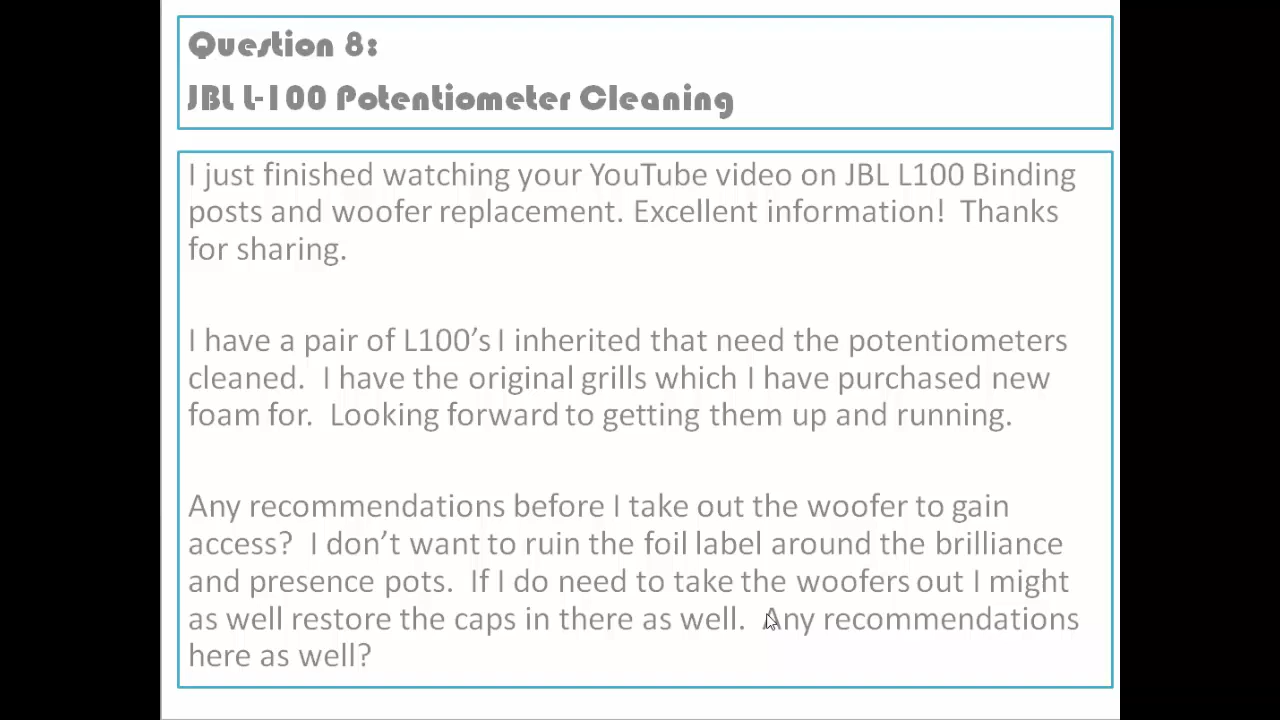 Question 8:
JBL L-100 Potentiometer Cleaning
I just finished watching your YouTube video on JBL L100 Binding
posts and woofer replacement. Excellent information!  Thanks
for sharing.
I have a pair of L100’s I inherited that need the potentiometers
cleaned.  I have the original grills which I have purchased new
foam for.  Looking forward to getting them up and running.
Any recommendations before I take out the woofer to gain
access?  I don’t want to ruin the foil label around the brilliance
and presence pots.  If I do need to take the woofers out I might
as well restore the caps in there as well.  Any recommendations
here as well?